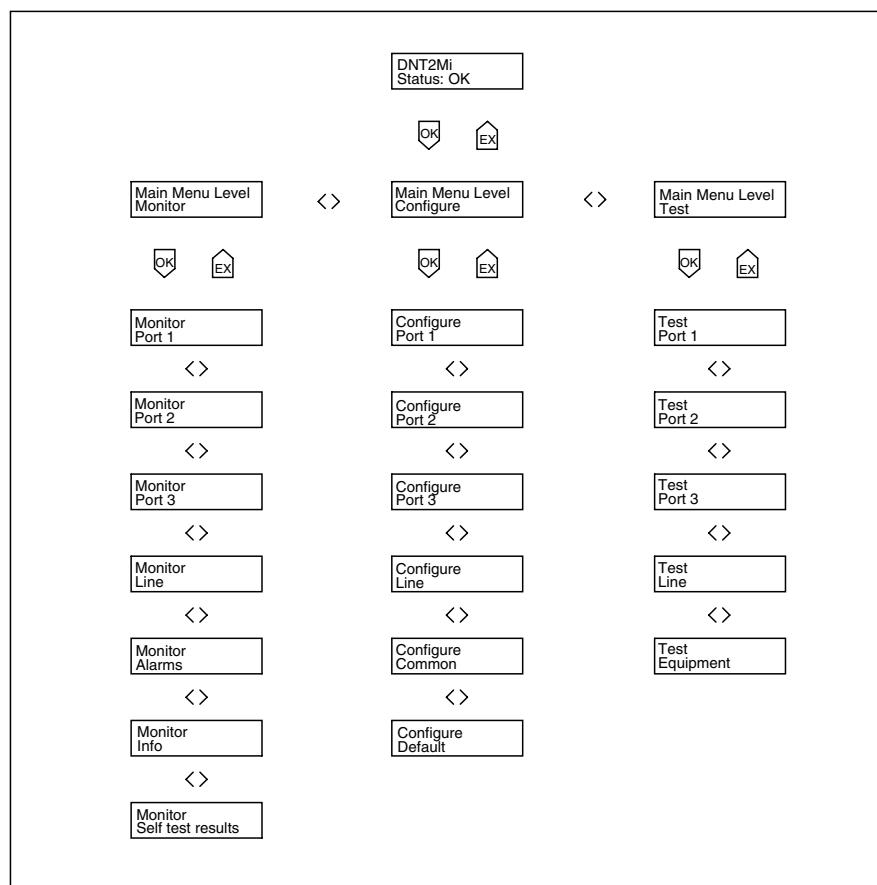 DNT2Mi
Status: OK
OK EX
Main Menu Level
Monitor
< >
Main Menu Level
Configure
< >
Main Menu Level
Test
OK EX
OK EX
OK EX
Monitor
Port 1
Configure
Port 1
Test
Port 1
< >
< >
< >
Monitor
Port 2
Configure
Port 2
Test
Port 2
< >
< >
< >
Monitor
Port 3
Configure
Port 3
Test
Port 3
< >
< >
< >
Monitor
Line
Configure
Line
Test
Line
< >
< >
< >
Monitor
Alarms
Configure
Common
Test
Equipment
< >
< >
Monitor
Info
Configure
Default
< >
Monitor
Self test results